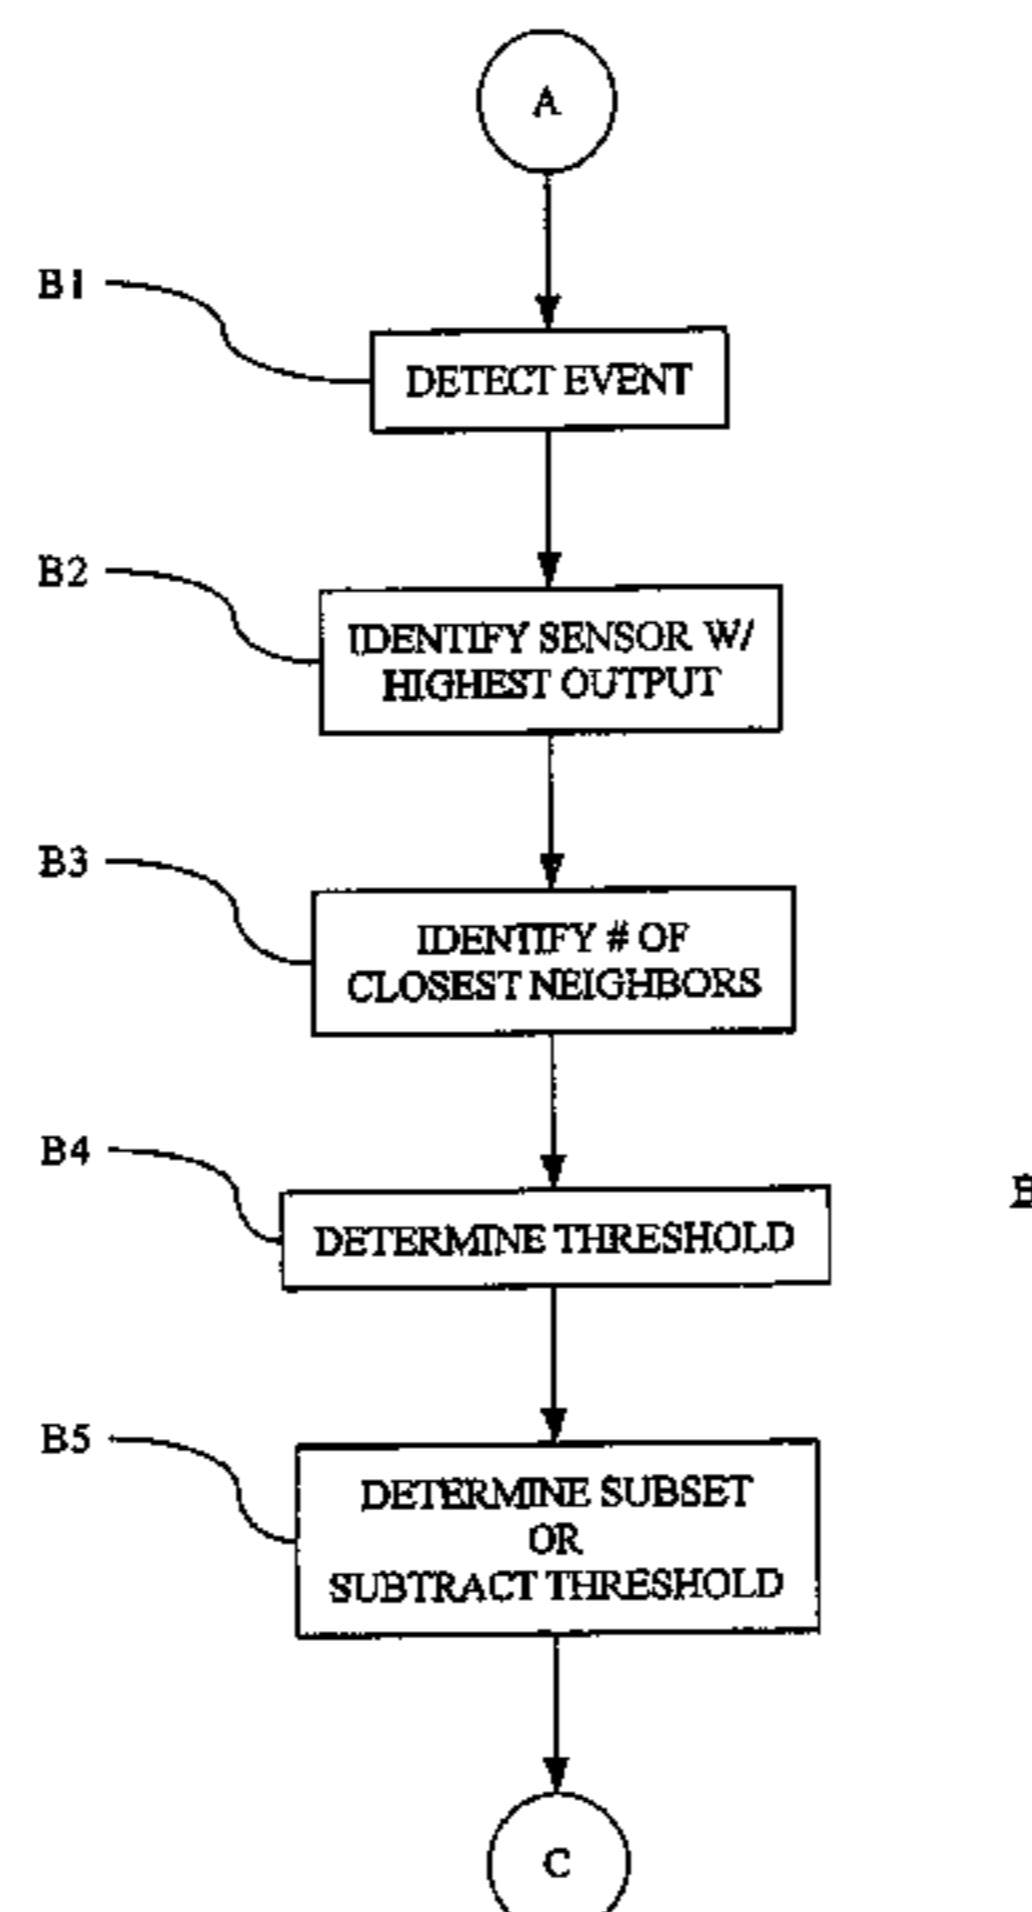 A
B1
DETECT EVENT
B2
IDENTIFY SENSOR W/
HIGHEST OUTPUT
B3
IDENTIFY # OF
CLOSEST NEIGHBORS
B4
DETERMINE THRESHOLD
B5
DETERMINE SUBSET
OR
SUBTRACT THRESHOLD
C